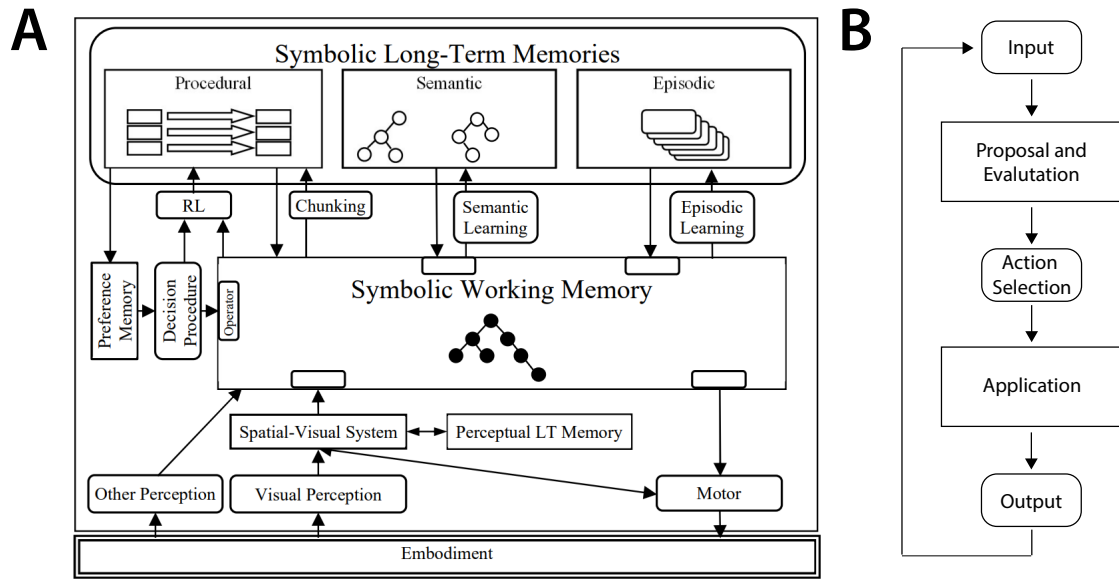 A
Symbolic Long-Term Memories
Procedural
Semantic
Episodic
RL
Chunking
Semantic
Learning
Episodic
Learning
Preference
Memory
Decision
Procedure
Operator
Symbolic Working Memory
Spatial-Visual System
Perceptual LT Memory
Other Perception
Visual Perception
Motor
Embodiment
B
Input
Proposal and
Evalutation
Action
Selection
Application
Output